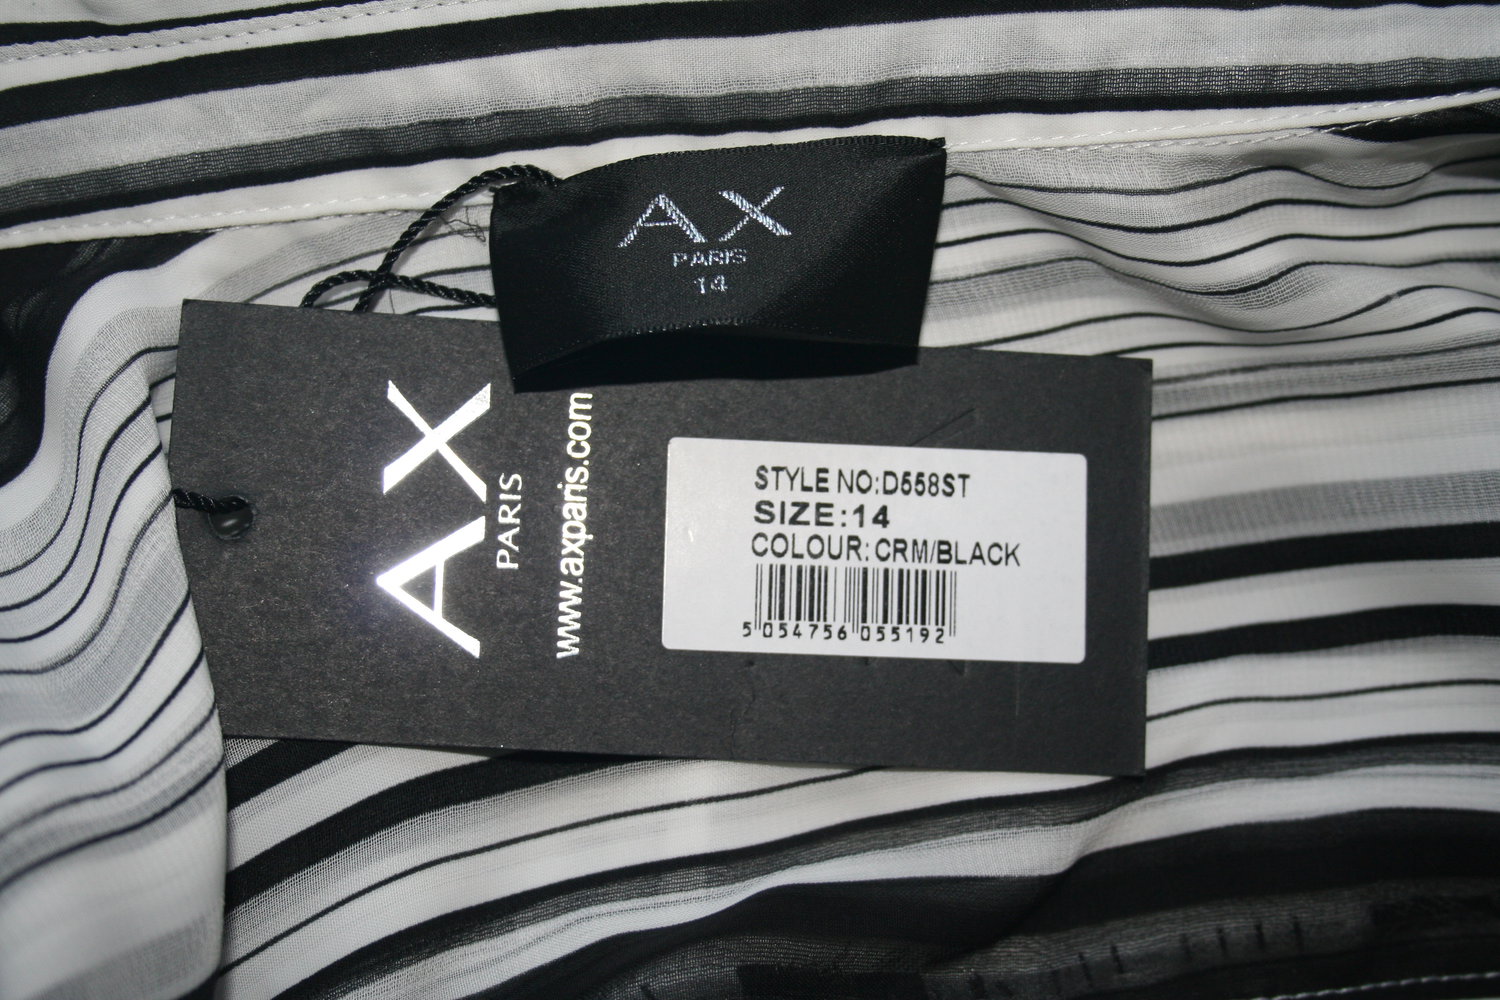 AX
PARIS
14
AX
PARIS
www.axparis.com
STYLE NO:D558ST
SIZE:14
COLOUR:CRM/BLACK
5 054756 055192